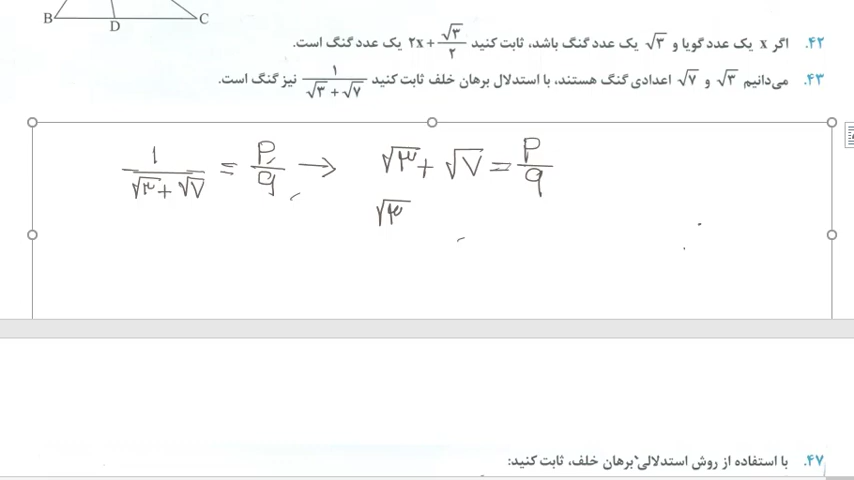 B D C
۴۲. اگر x یک عدد گویا و √۳ یک عدد گنگ باشد، ثابت کنید ۲x + √۳/۲ یک عدد گنگ است.
۴۳. می‌دانیم √۳ و √۷ اعدادی گنگ هستند، با استدلال برهان خلف ثابت کنید ۱/(√۳ + √۷) نیز گنگ است.
1/(√۳ + √۷) = P/q → √۳ + √۷ = P/q
√۳
۴۷. با استفاده از روش استدلالی برهان خلف، ثابت کنید: